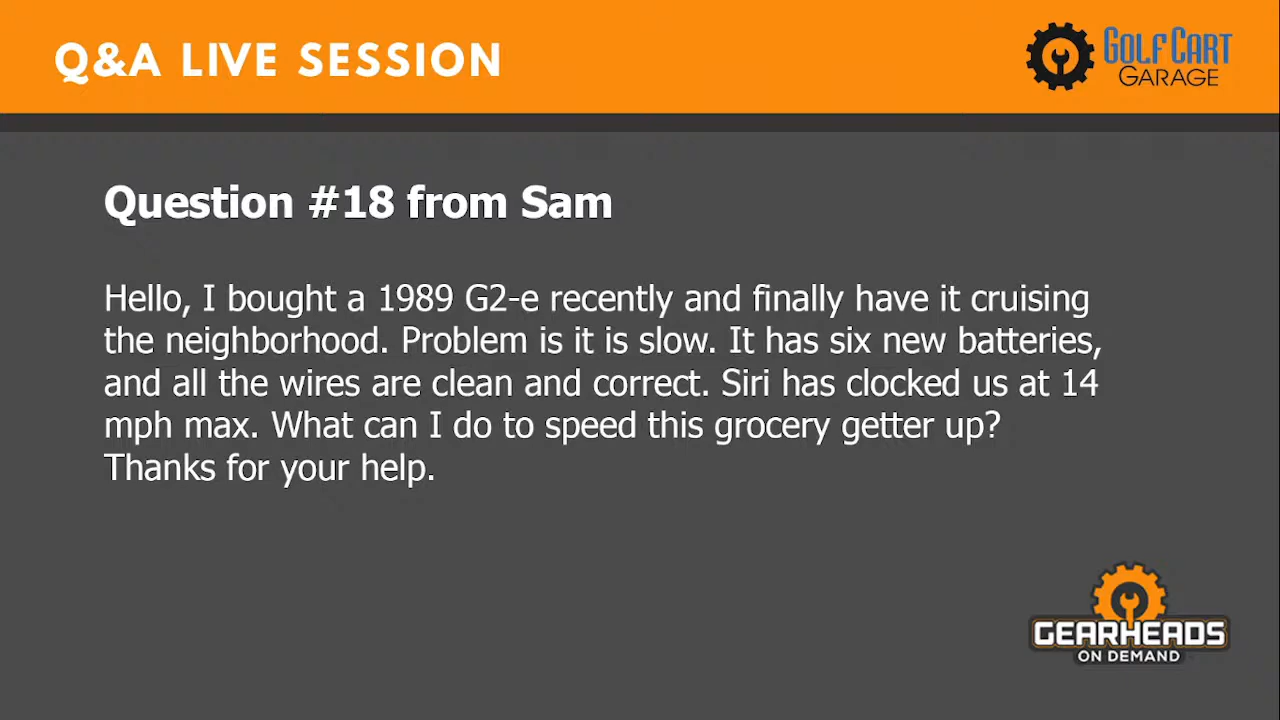 Q&A LIVE SESSION
GOLF CART
GARAGE
Question #18 from Sam
Hello, I bought a 1989 G2-e recently and finally have it cruising
the neighborhood. Problem is it is slow. It has six new batteries,
and all the wires are clean and correct. Siri has clocked us at 14
mph max. What can I do to speed this grocery getter up?
Thanks for your help.
GEARHEADS
ON DEMAND